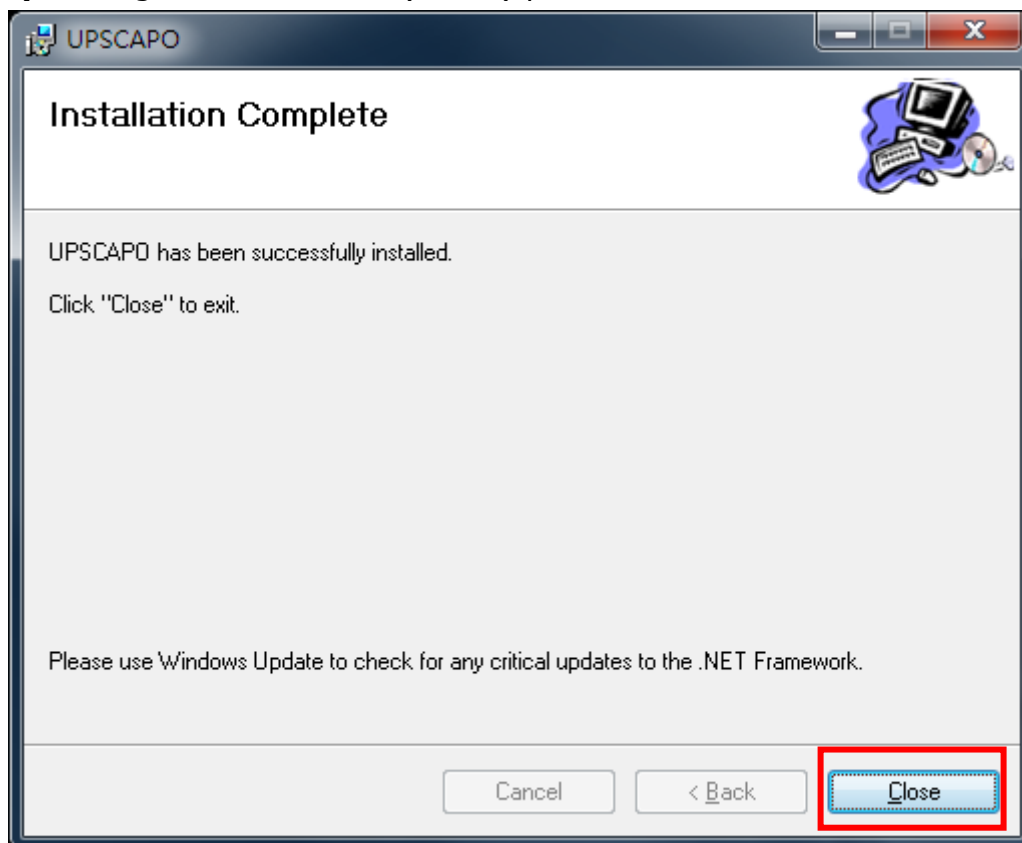 UPSCAPO
Installation Complete
UPSCAPO has been successfully installed.
Click "Close" to exit.
Please use Windows Update to check for any critical updates to the .NET Framework.
Cancel
< Back
Close